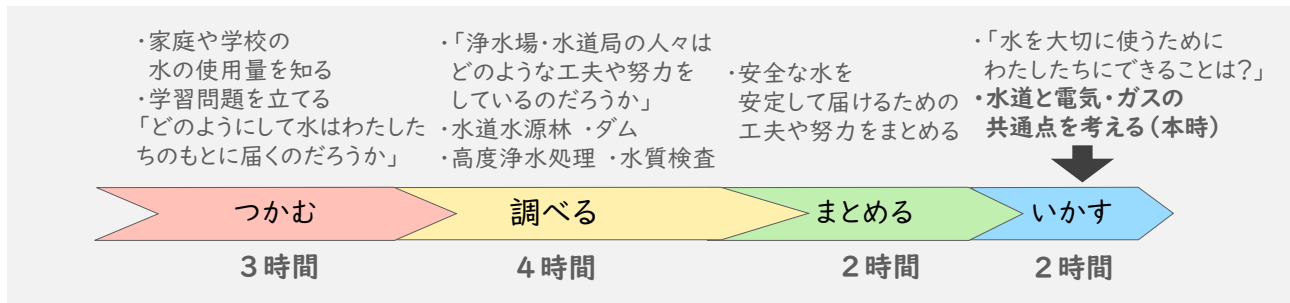 ・家庭や学校の
水の使用量を知る
・学習問題を立てる
「どのようにして水はわたした
ちのもとに届くのだろうか」
・「浄水場・水道局の人々は
どのような工夫や努力を
しているのだろうか」
・水道水源林 ・ダム
・高度浄水処理 ・水質検査
・安全な水を
安定して届けるための
工夫や努力をまとめる
・「水を大切に使うために
わたしたちにできることは?」
・水道と電気・ガスの
共通点を考える(本時)
つかむ
調べる
まとめる
いかす
3時間
4時間
2時間
2時間